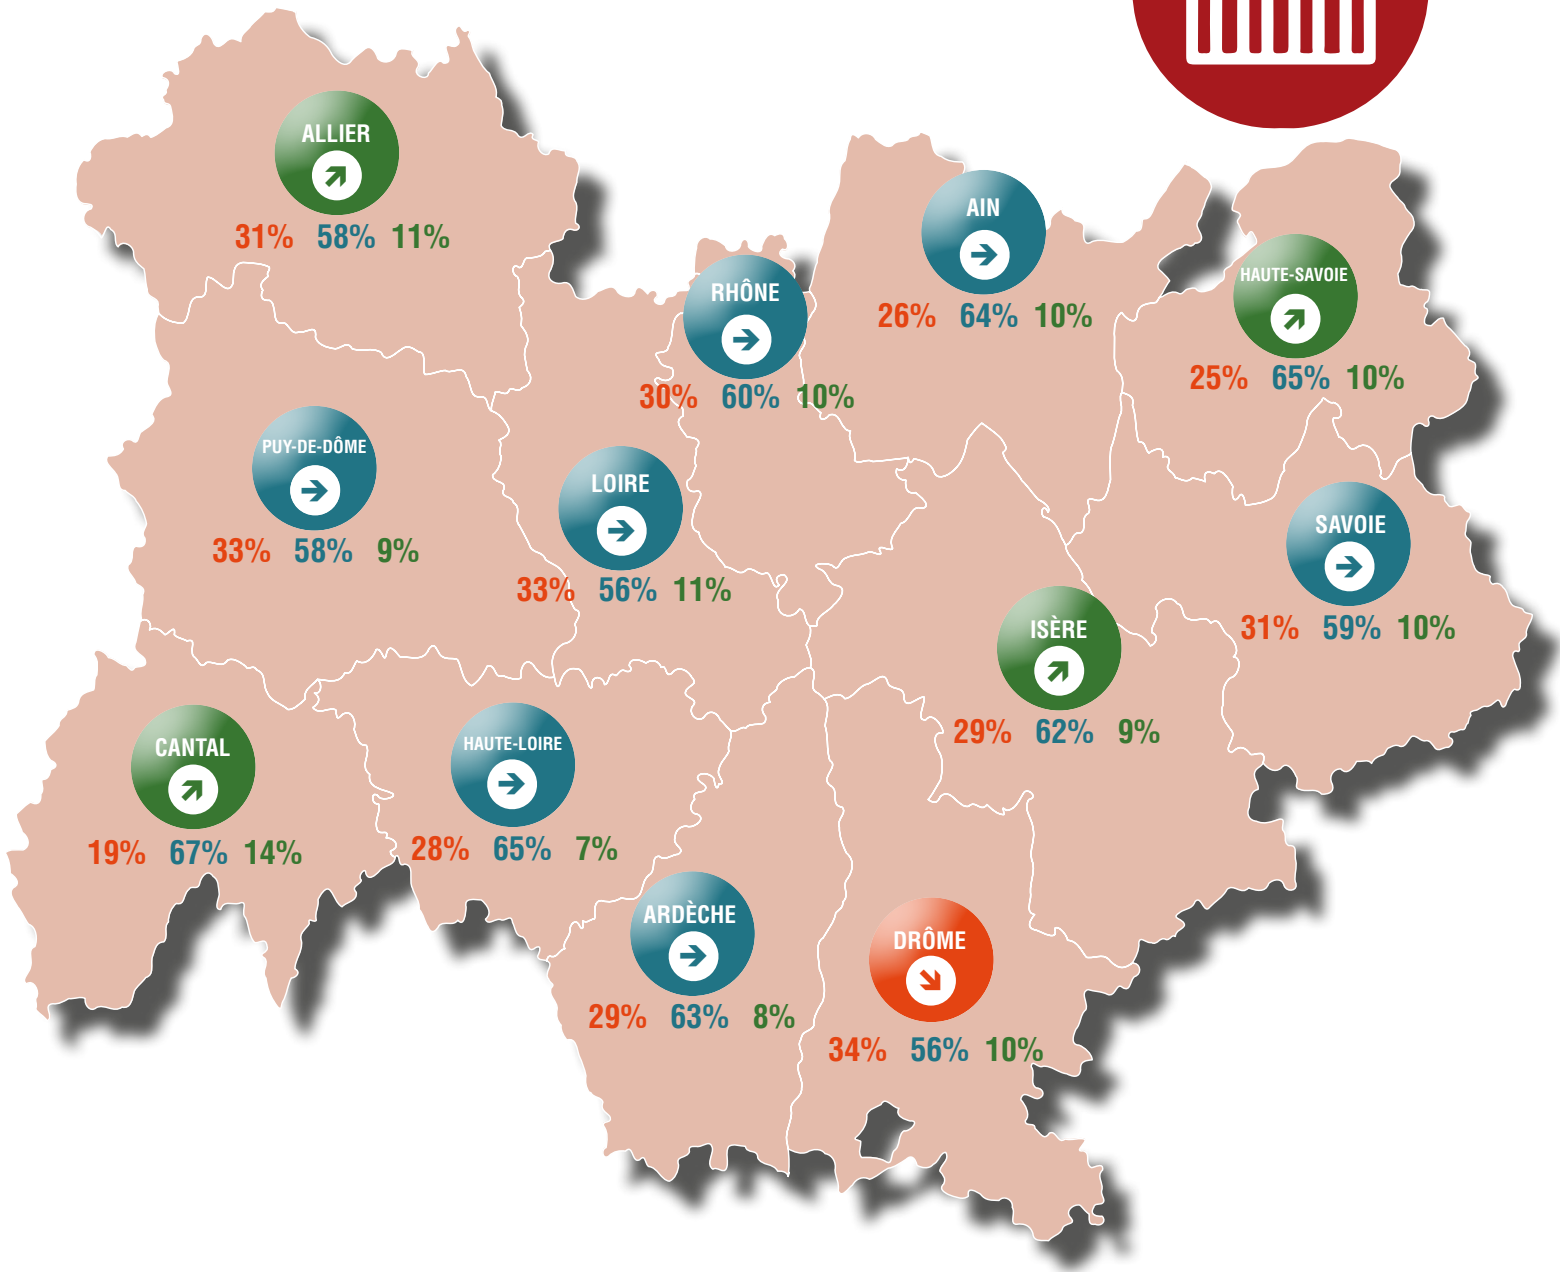 ALLIER
31% 58% 11%
AIN
26% 64% 10%
RHÔNE
30% 60% 10%
HAUTE-SAVOIE
25% 65% 10%
PUY-DE-DÔME
33% 58% 9%
LOIRE
33% 56% 11%
SAVOIE
31% 59% 10%
ISÈRE
29% 62% 9%
CANTAL
19% 67% 14%
HAUTE-LOIRE
28% 65% 7%
ARDÈCHE
29% 63% 8%
DRÔME
34% 56% 10%